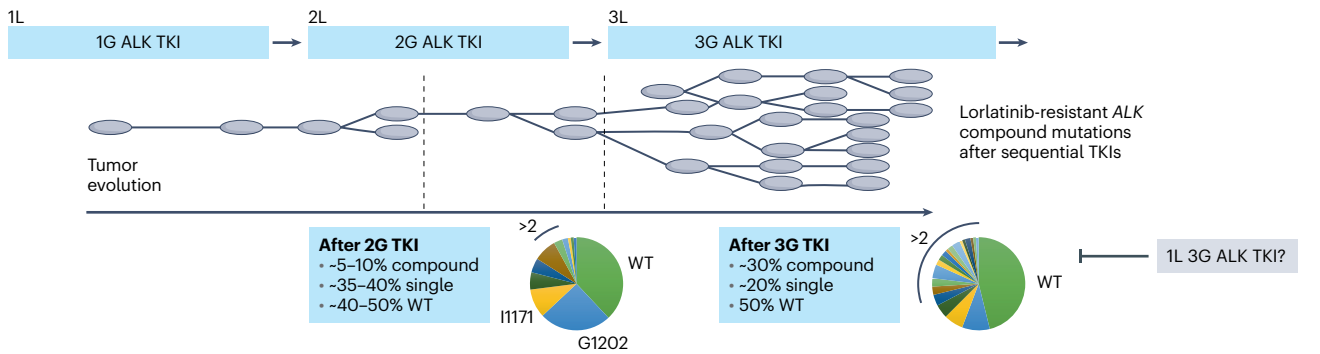 1L
2L
3L
1G ALK TKI
2G ALK TKI
3G ALK TKI
Lorlatinib-resistant ALK
compound mutations
after sequential TKIs
Tumor
evolution
After 2G TKI
• ~5–10% compound
• ~35–40% single
• ~40–50% WT
>2
WT
I1171
G1202
After 3G TKI
• ~30% compound
• ~20% single
• 50% WT
>2
WT
1L 3G ALK TKI?